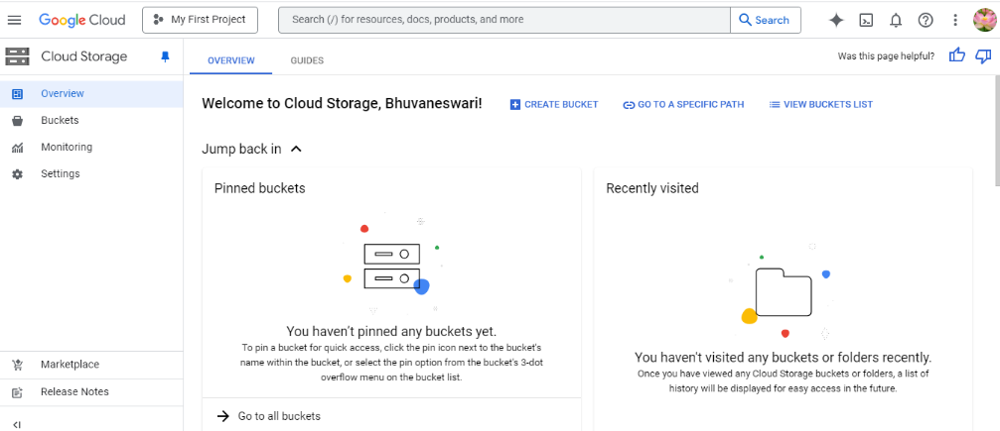 Google Cloud
My First Project
Search (/) for resources, docs, products, and more
Search
Cloud Storage
OVERVIEW
GUIDES
Was this page helpful?
Overview
Buckets
Monitoring
Settings
Marketplace
Release Notes
Welcome to Cloud Storage, Bhuvaneswari!
CREATE BUCKET
GO TO A SPECIFIC PATH
VIEW BUCKETS LIST
Jump back in
Pinned buckets
You haven't pinned any buckets yet.
To pin a bucket for quick access, click the pin icon next to the bucket's
name within the bucket, or select the pin option from the bucket's 3-dot
overflow menu on the bucket list.
Go to all buckets
Recently visited
You haven't visited any buckets or folders recently.
Once you have viewed any Cloud Storage buckets or folders, a list of
history will be displayed for easy access in the future.